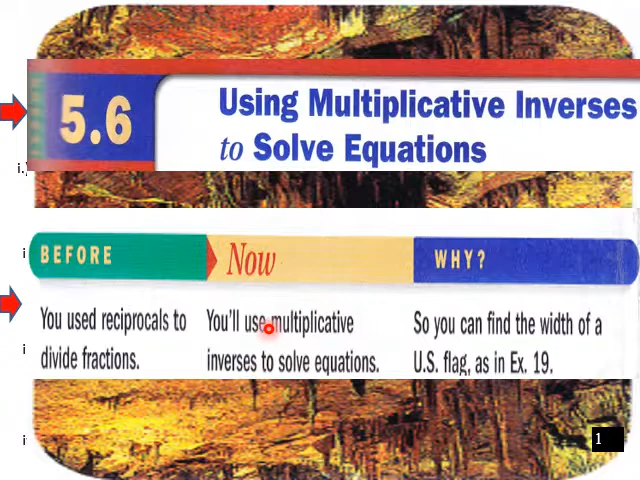 5.6
Using Multiplicative Inverses
to Solve Equations
i.)
i
BEFORE
Now
WHY?
You used reciprocals to
divide fractions.
You'll use multiplicative
inverses to solve equations.
So you can find the width of a
U.S. flag, as in Ex. 19.
i
i
1